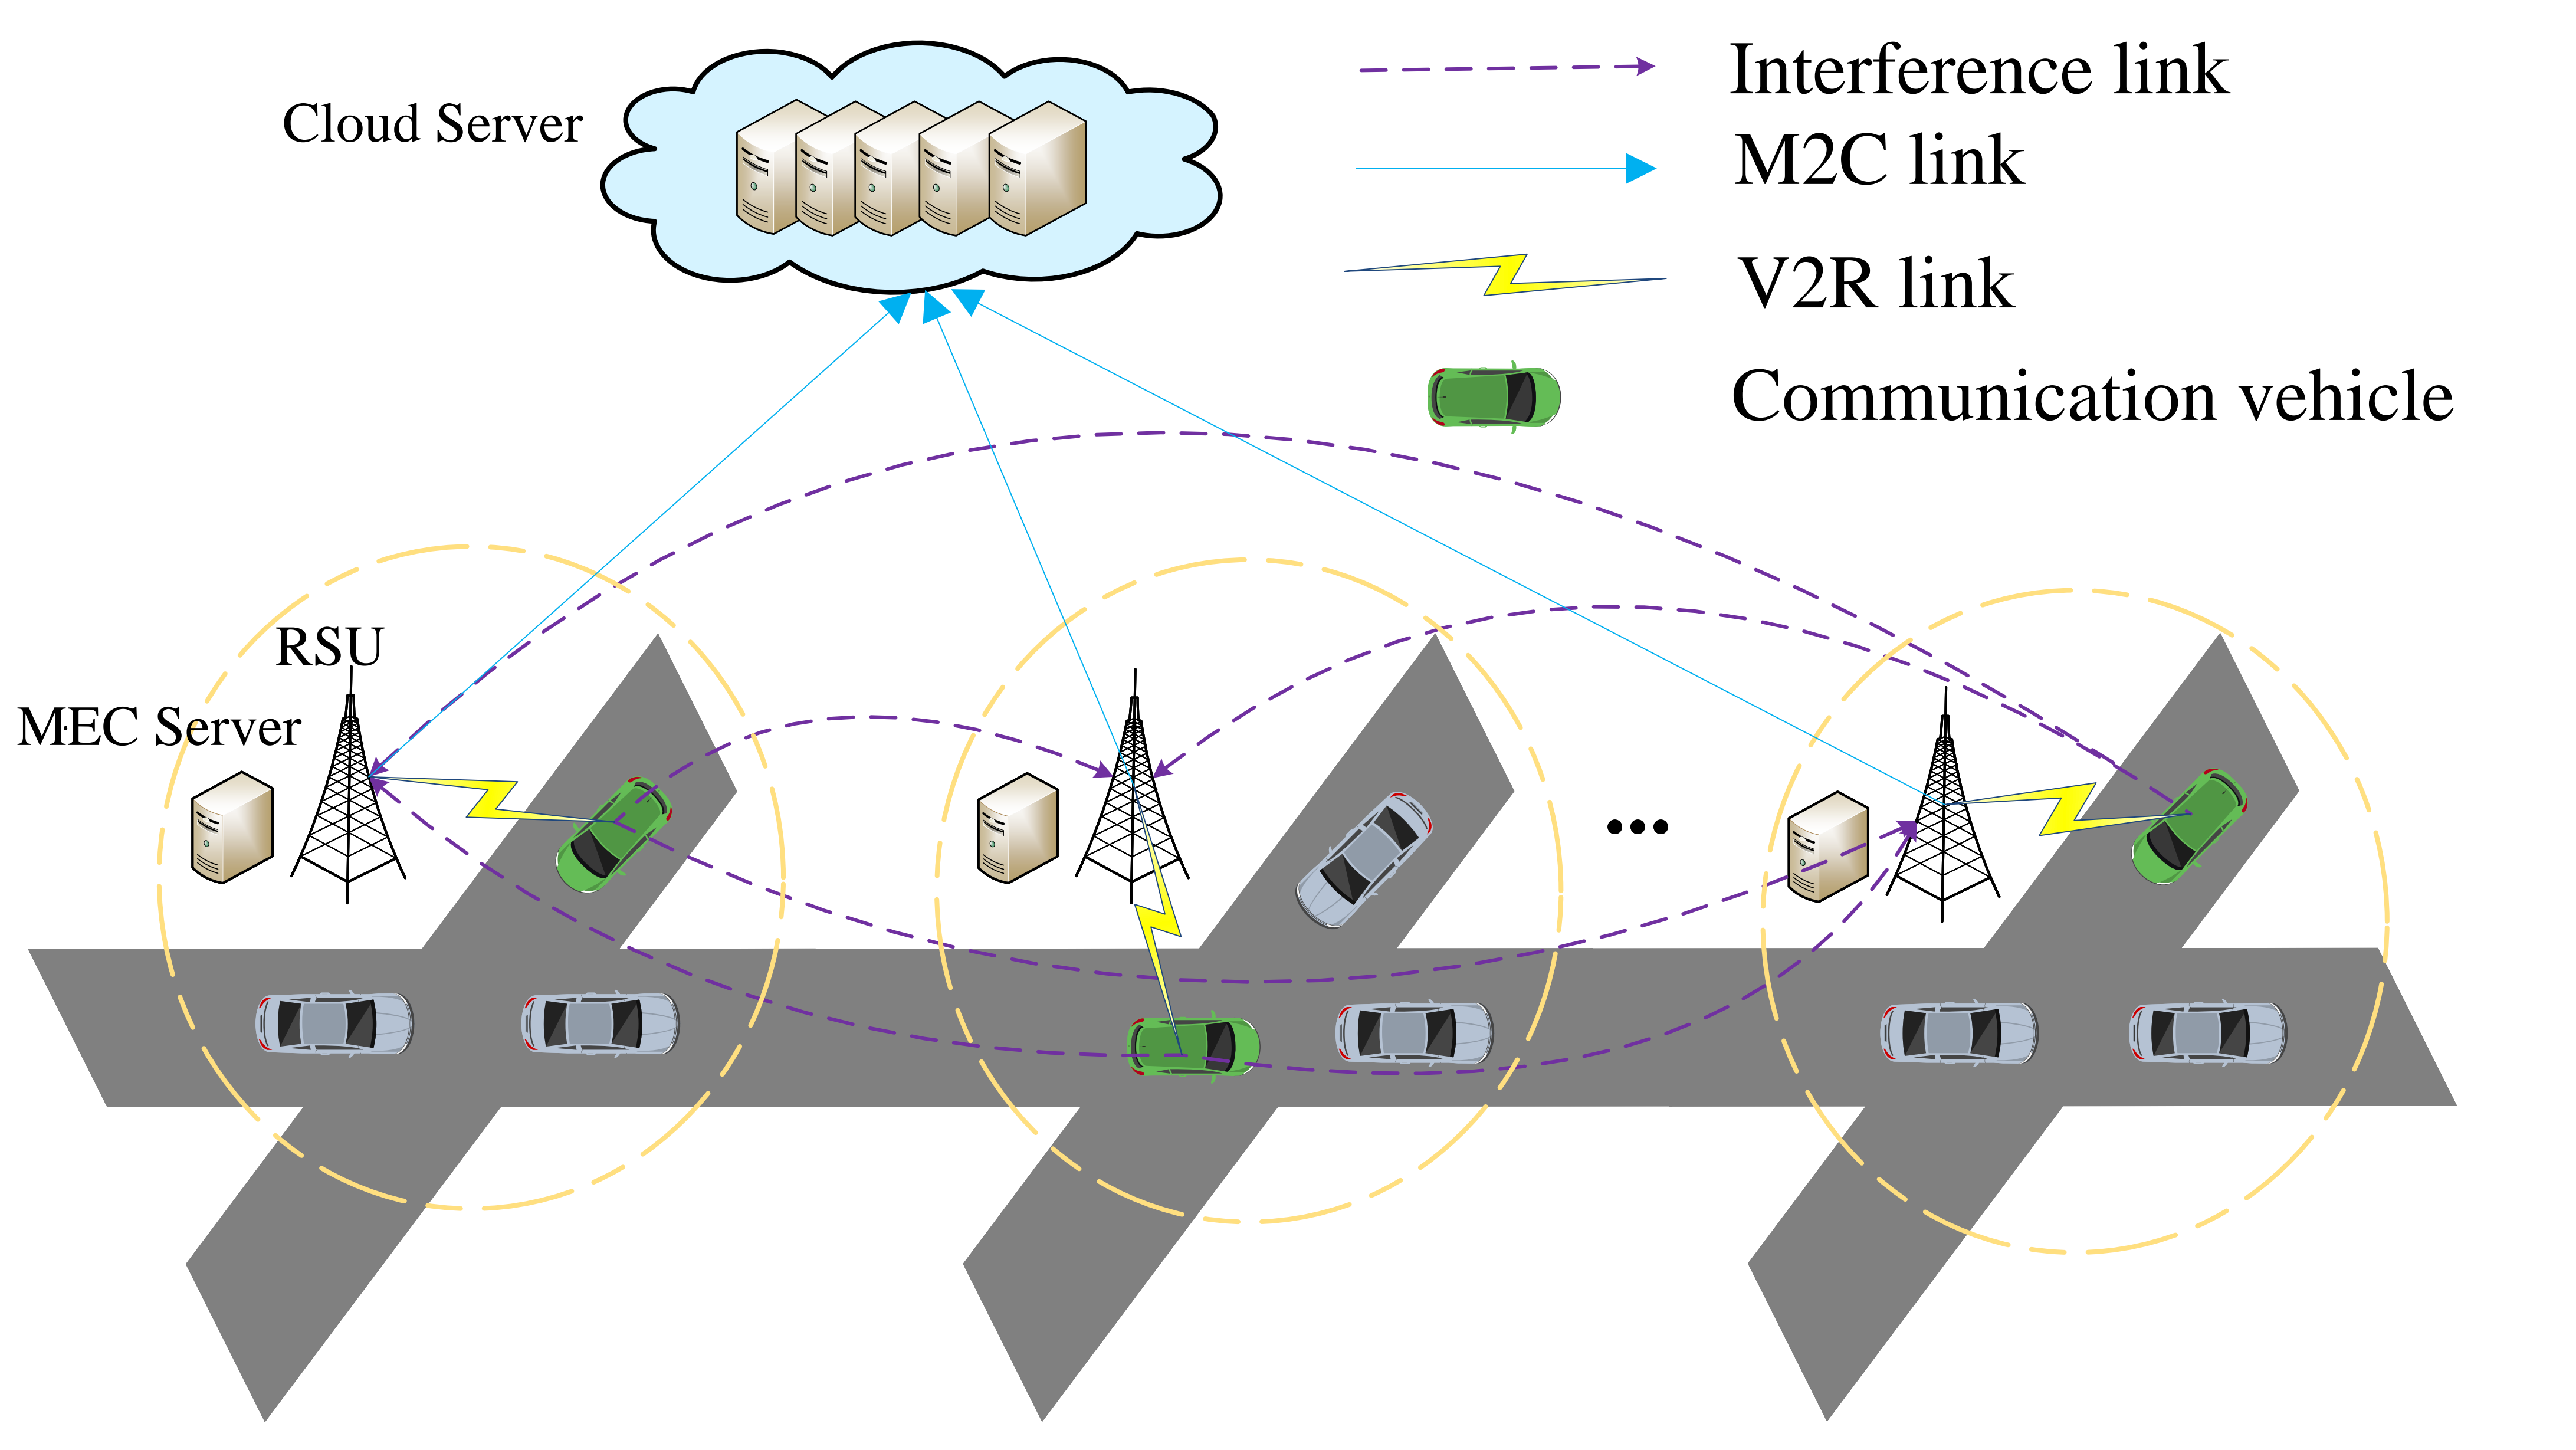 Cloud Server
Interference link
M2C link
V2R link
Communication vehicle
RSU
MEC Server